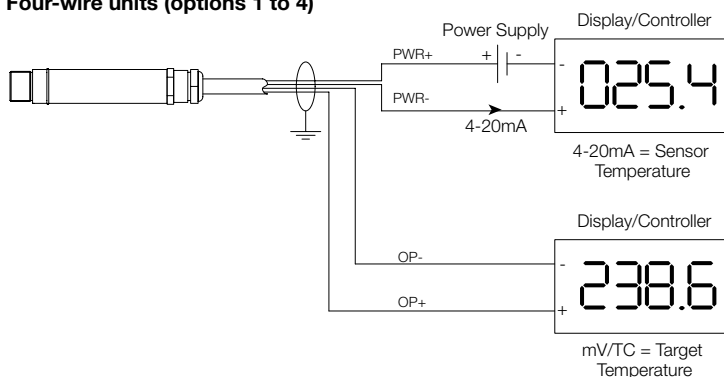 Four-wire units (options 1 to 4)
Power Supply
Display/Controller
PWR+
+
-
-
025.4
PWR-
+
4-20mA
4-20mA = Sensor
Temperature
Display/Controller
OP-
-
238.6
OP+
+
mV/TC = Target
Temperature